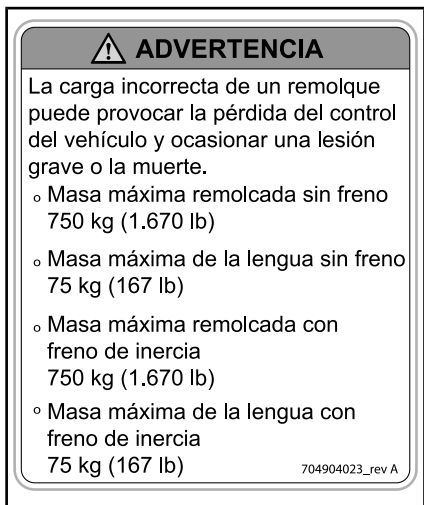 ADVERTENCIA
La carga incorrecta de un remolque
puede provocar la pérdida del control
del vehículo y ocasionar una lesión
grave o la muerte.
o Masa máxima remolcada sin freno
750 kg (1.670 lb)
o Masa máxima de la lengua sin freno
75 kg (167 lb)
o Masa máxima remolcada con
freno de inercia
750 kg (1.670 lb)
o Masa máxima de la lengua con
freno de inercia
75 kg (167 lb)
704904023_rev A